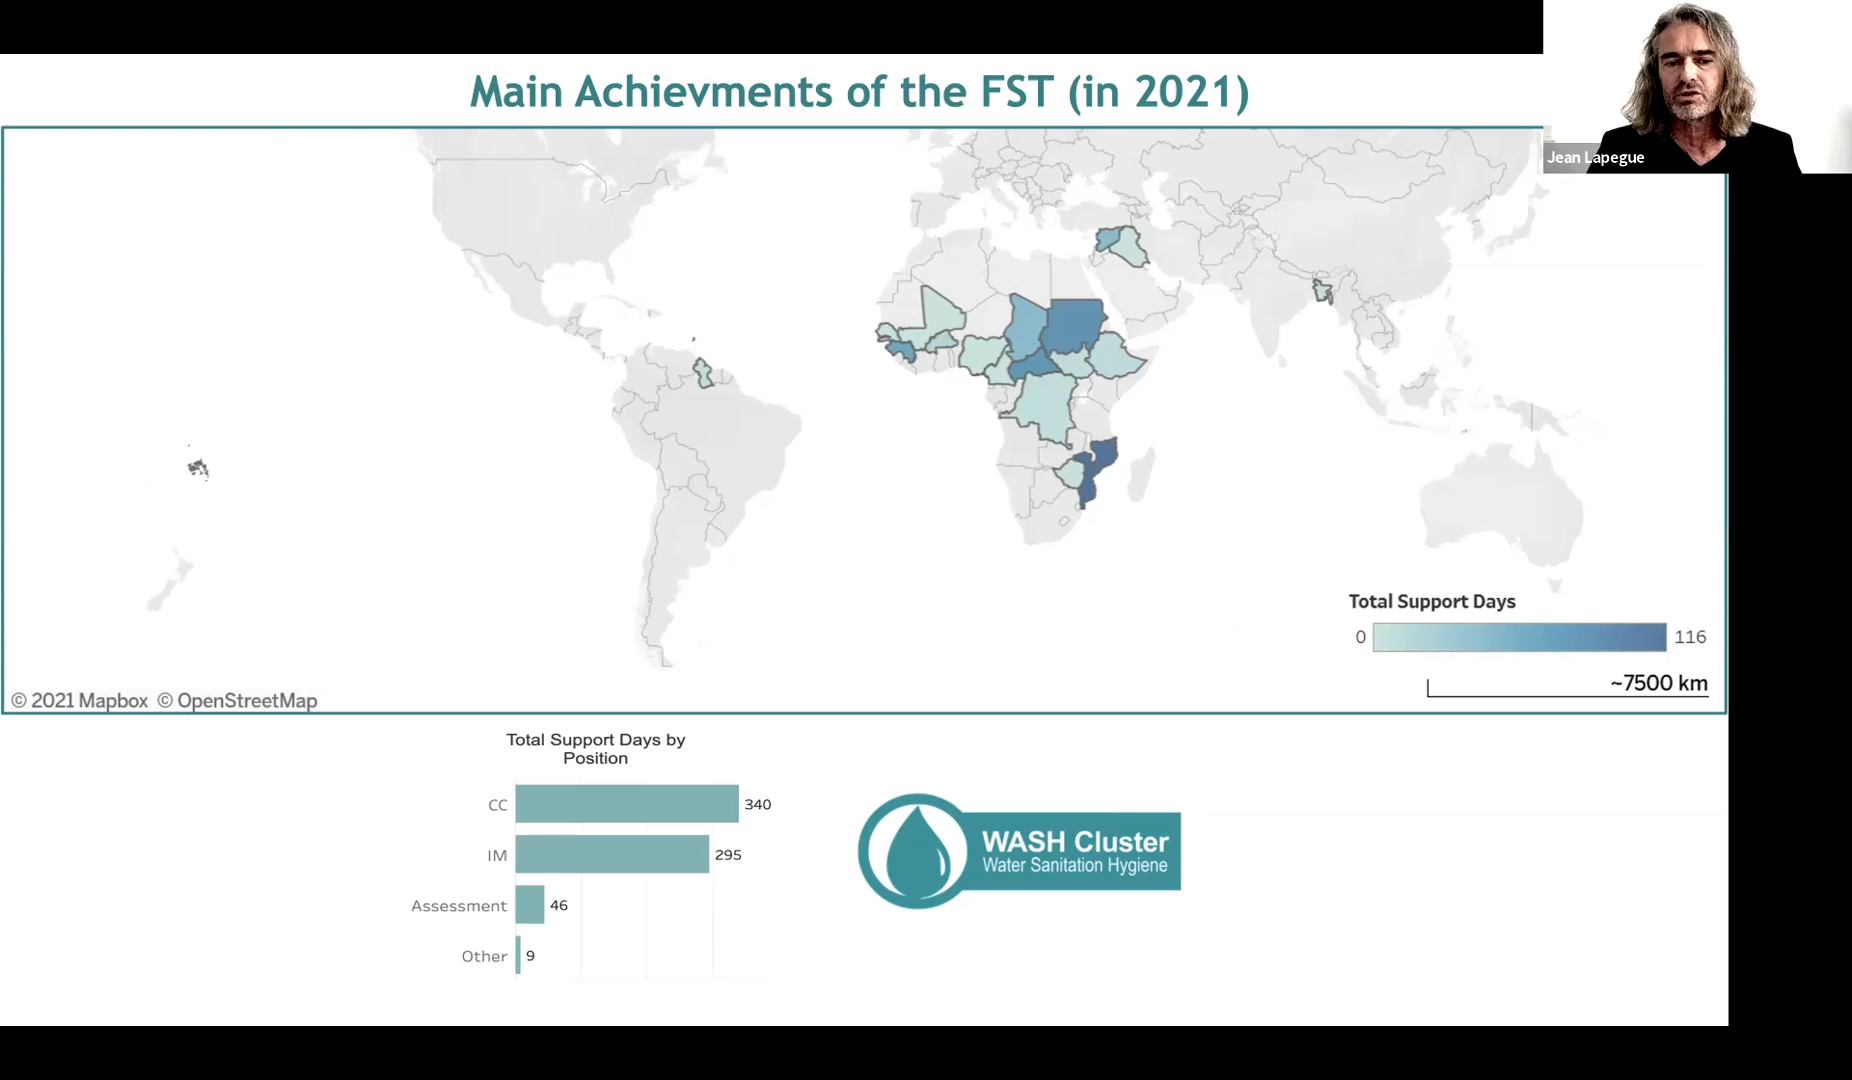 Main Achievments of the FST (in 2021)
Jean Lapegue
Total Support Days
0 116
~7500 km
© 2021 Mapbox © OpenStreetMap
Total Support Days by
Position
CC 340
IM 295
Assessment 46
Other 9
WASH Cluster
Water Sanitation Hygiene